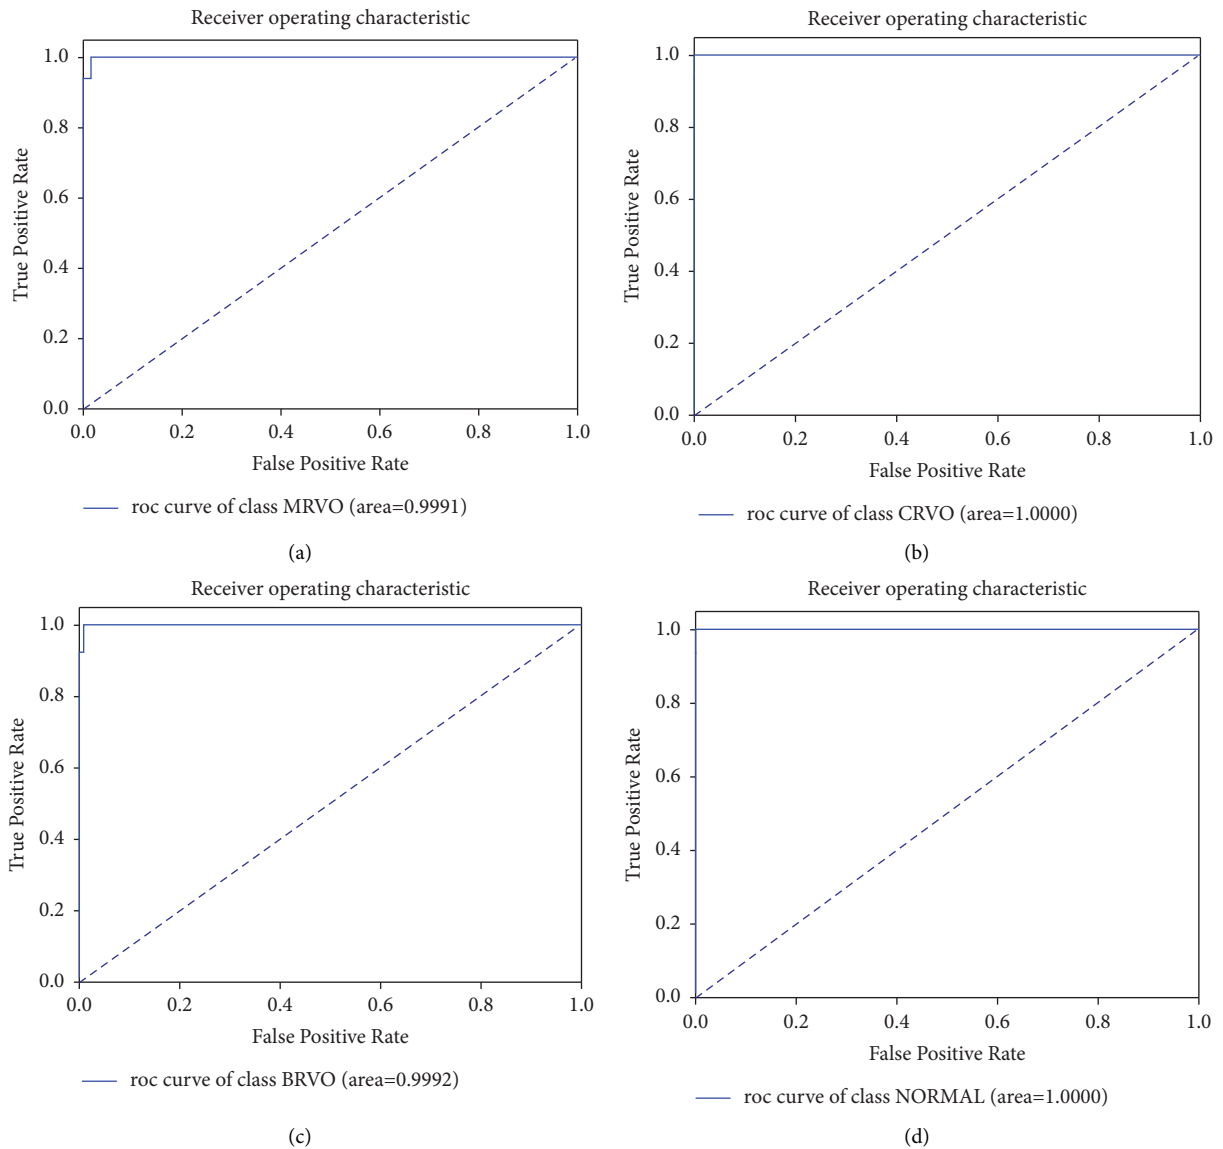 Receiver operating characteristic
True Positive Rate
1.0
0.8
0.6
0.4
0.2
0.0
0.0 0.2 0.4 0.6 0.8 1.0
False Positive Rate
roc curve of class MRVO (area=0.9991)
(a)
Receiver operating characteristic
True Positive Rate
1.0
0.8
0.6
0.4
0.2
0.0
0.0 0.2 0.4 0.6 0.8 1.0
False Positive Rate
roc curve of class CRVO (area=1.0000)
(b)
Receiver operating characteristic
True Positive Rate
1.0
0.8
0.6
0.4
0.2
0.0
0.0 0.2 0.4 0.6 0.8 1.0
False Positive Rate
roc curve of class BRVO (area=0.9992)
(c)
Receiver operating characteristic
True Positive Rate
1.0
0.8
0.6
0.4
0.2
0.0
0.0 0.2 0.4 0.6 0.8 1.0
False Positive Rate
roc curve of class NORMAL (area=1.0000)
(d)